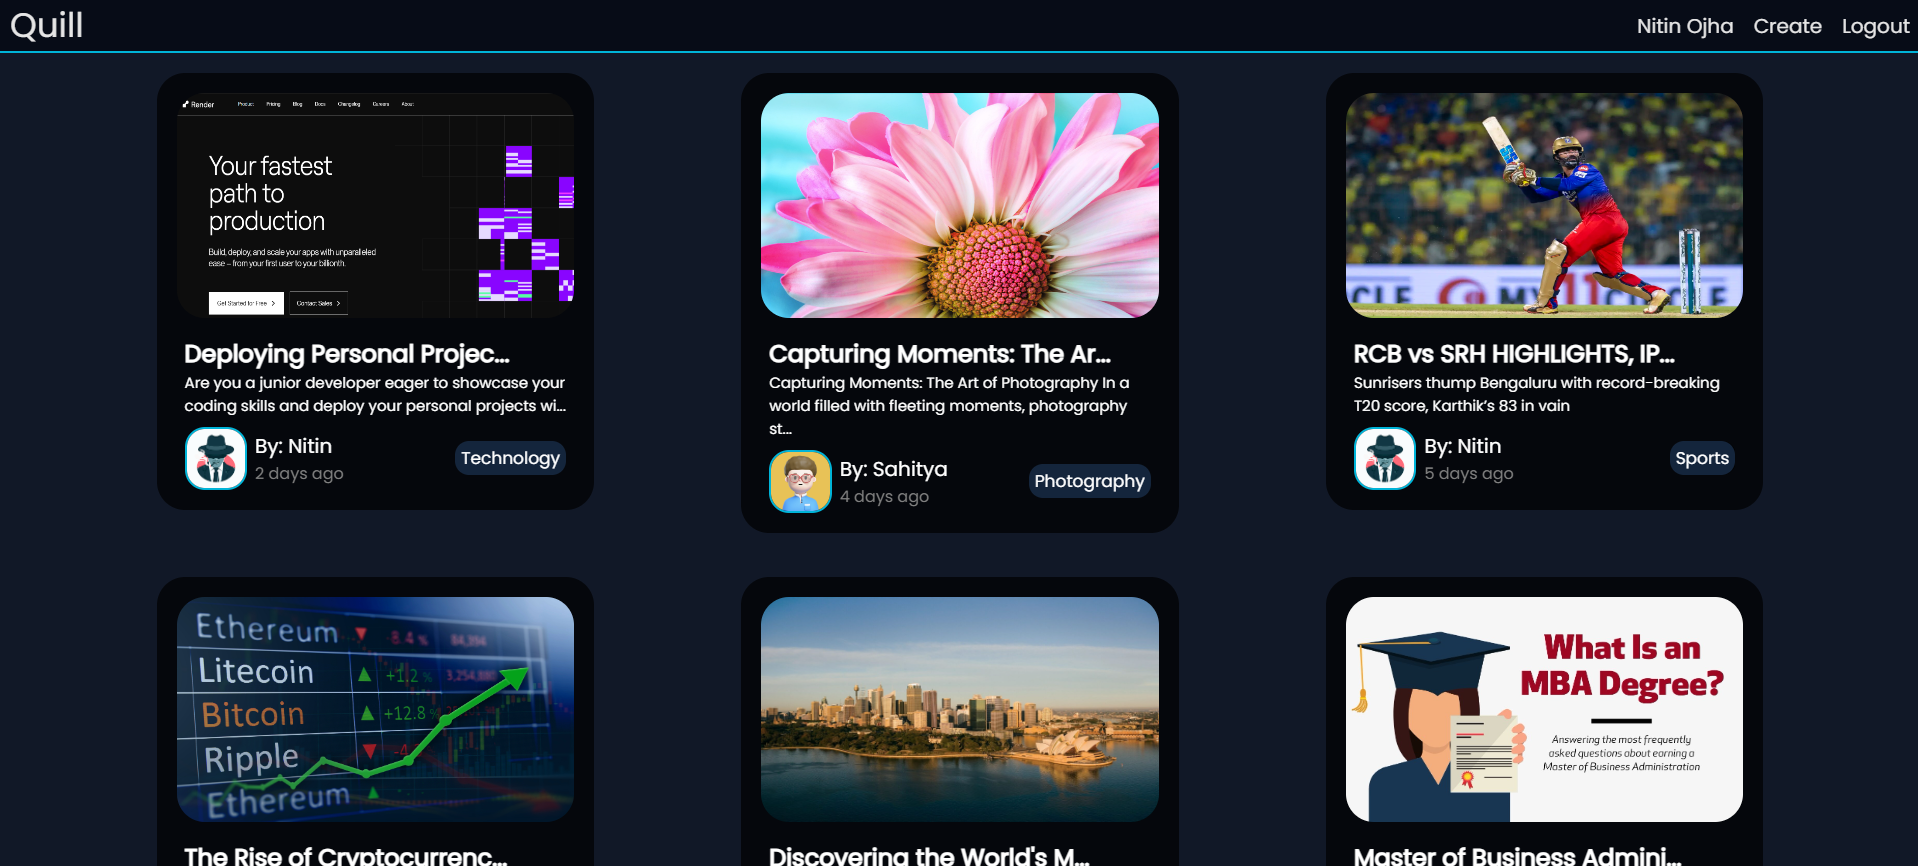 Quill
Nitin Ojha Create Logout
Render Product Pricing Blog Docs Changelog Careers About
Your fastest
path to
production
Build, deploy, and scale your apps with unparalleled
ease – from your first user to your billionth.
Get Started for Free > Contact Sales >
Deploying Personal Projec...
Are you a junior developer eager to showcase your
coding skills and deploy your personal projects wi...
By: Nitin
2 days ago
Technology
Capturing Moments: The Ar...
Capturing Moments: The Art of Photography In a
world filled with fleeting moments, photography
st...
By: Sahitya
4 days ago
Photography
CLE MY11CIRCLE
RCB vs SRH HIGHLIGHTS, IP...
Sunrisers thump Bengaluru with record-breaking
T20 score, Karthik's 83 in vain
By: Nitin
5 days ago
Sports
Ethereum -8.4 % 84,394
Litecoin +1.2 % 3,254,880
Bitcoin +12.8 %
Ripple
Ethereum
The Rise of Cryptocurrenc...
Discovering the World's M...
What Is an
MBA Degree?
Answering the most frequently
asked questions about earning a
Master of Business Administration
Master of Business Admini...